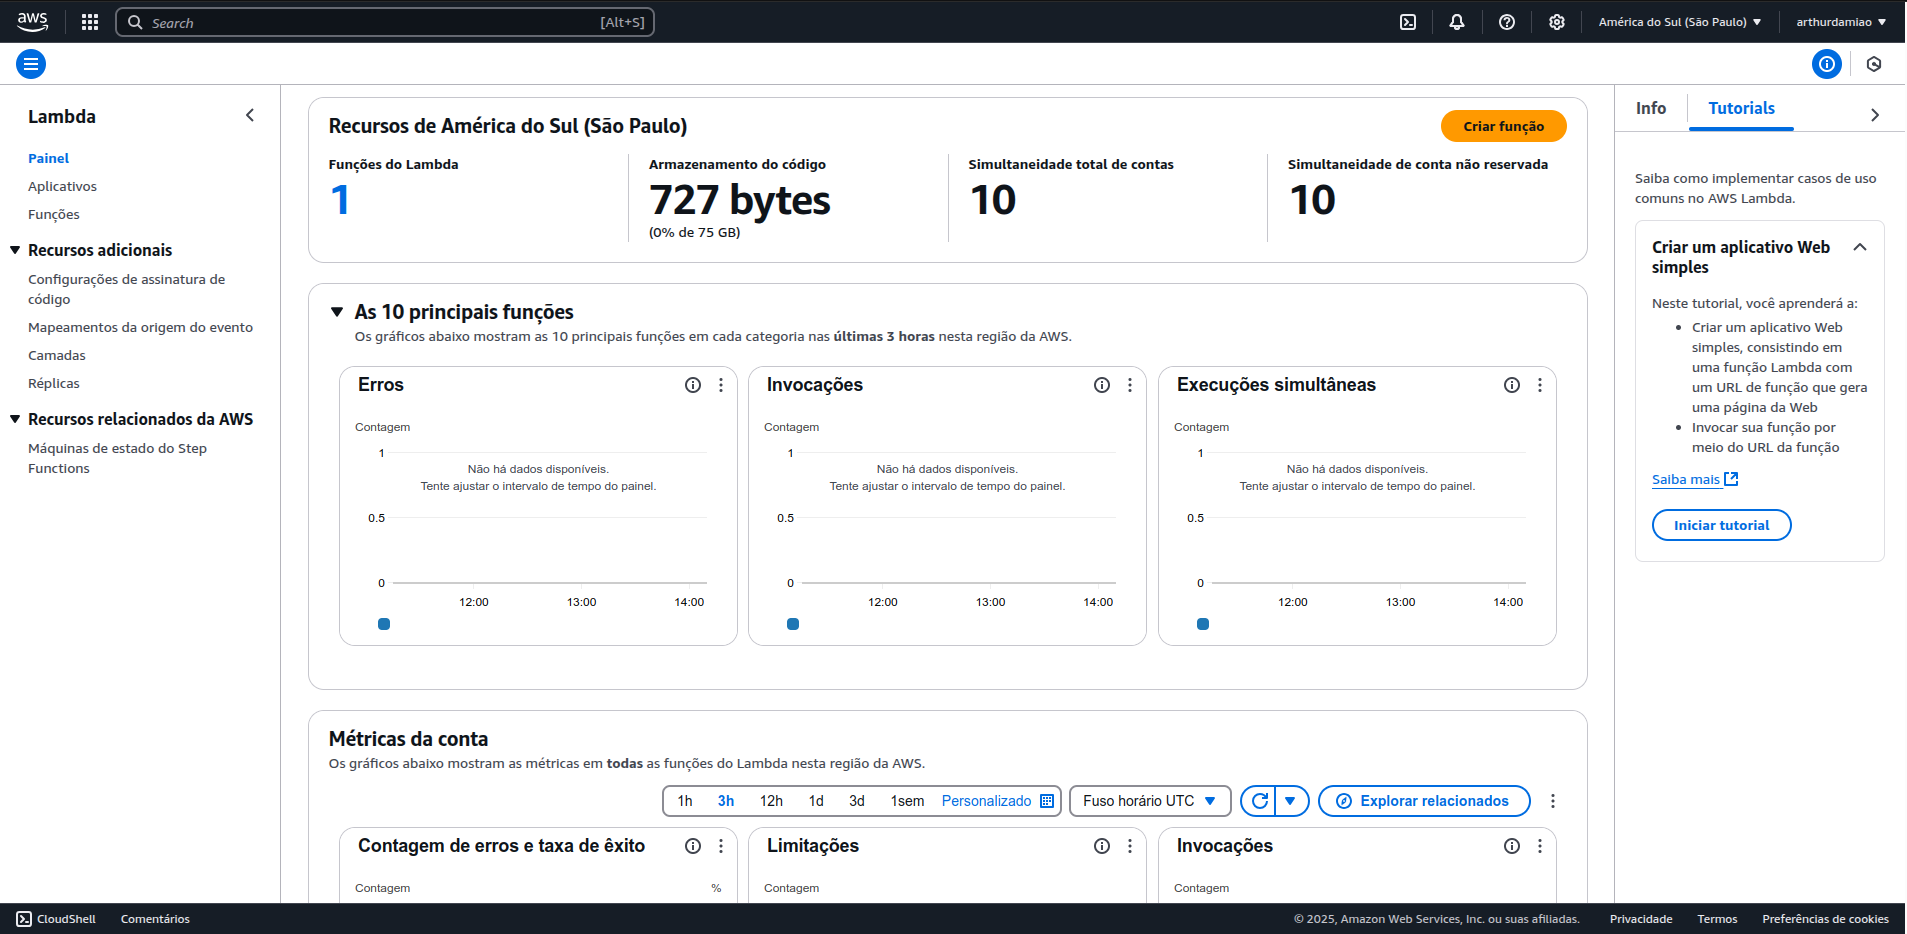 aws
Search
[Alt+S]
América do Sul (São Paulo)
arthurdamiao
Lambda
Painel
Aplicativos
Funções
Recursos adicionais
Configurações de assinatura de
código
Mapeamentos da origem do evento
Camadas
Réplicas
Recursos relacionados da AWS
Máquinas de estado do Step
Functions
Recursos de América do Sul (São Paulo)
Criar função
Funções do Lambda
1
Armazenamento do código
727 bytes
(0% de 75 GB)
Simultaneidade total de contas
10
Simultaneidade de conta não reservada
10
As 10 principais funções
Os gráficos abaixo mostram as 10 principais funções em cada categoria nas últimas 3 horas nesta região da AWS.
Erros
Contagem
1
Não há dados disponíveis.
Tente ajustar o intervalo de tempo do painel.
0.5
0
12:00 13:00 14:00
Invocações
Contagem
1
Não há dados disponíveis.
Tente ajustar o intervalo de tempo do painel.
0.5
0
12:00 13:00 14:00
Execuções simultâneas
Contagem
1
Não há dados disponíveis.
Tente ajustar o intervalo de tempo do painel.
0.5
0
12:00 13:00 14:00
Métricas da conta
Os gráficos abaixo mostram as métricas em todas as funções do Lambda nesta região da AWS.
1h 3h 12h 1d 3d 1sem Personalizado
Fuso horário UTC
Explorar relacionados
Contagem de erros e taxa de êxito
Contagem %
Limitações
Contagem
Invocações
Contagem
Info
Tutorials
Saiba como implementar casos de uso
comuns no AWS Lambda.
Criar um aplicativo Web
simples
Neste tutorial, você aprenderá a:
• Criar um aplicativo Web
simples, consistindo em
uma função Lambda com
um URL de função que gera
uma página da Web
• Invocar sua função por
meio do URL da função
Saiba mais
Iniciar tutorial
CloudShell
Comentários
© 2025, Amazon Web Services, Inc. ou suas afiliadas.
Privacidade
Termos
Preferências de cookies